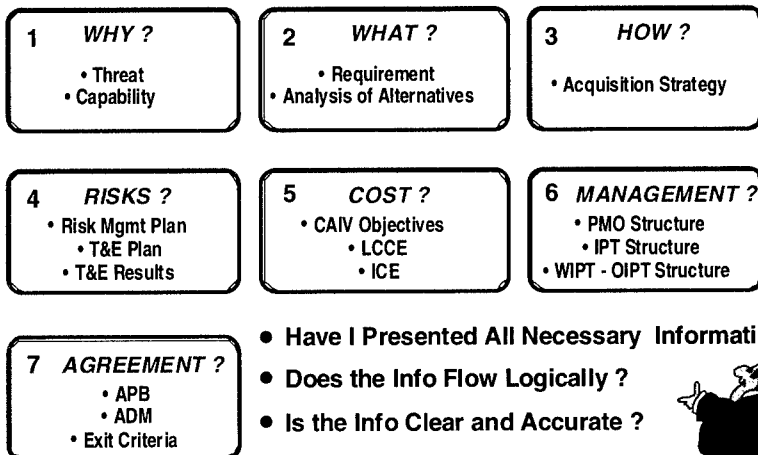 1 WHY ?
• Threat
• Capability
2 WHAT ?
• Requirement
• Analysis of Alternatives
3 HOW ?
• Acquisition Strategy
4 RISKS ?
• Risk Mgmt Plan
• T&E Plan
• T&E Results
5 COST ?
• CAIV Objectives
• LCCE
• ICE
6 MANAGEMENT ?
• PMO Structure
• IPT Structure
• WIPT - OIPT Structure
7 AGREEMENT ?
• APB
• ADM
• Exit Criteria
• Have I Presented All Necessary Informati
• Does the Info Flow Logically ?
• Is the Info Clear and Accurate ?